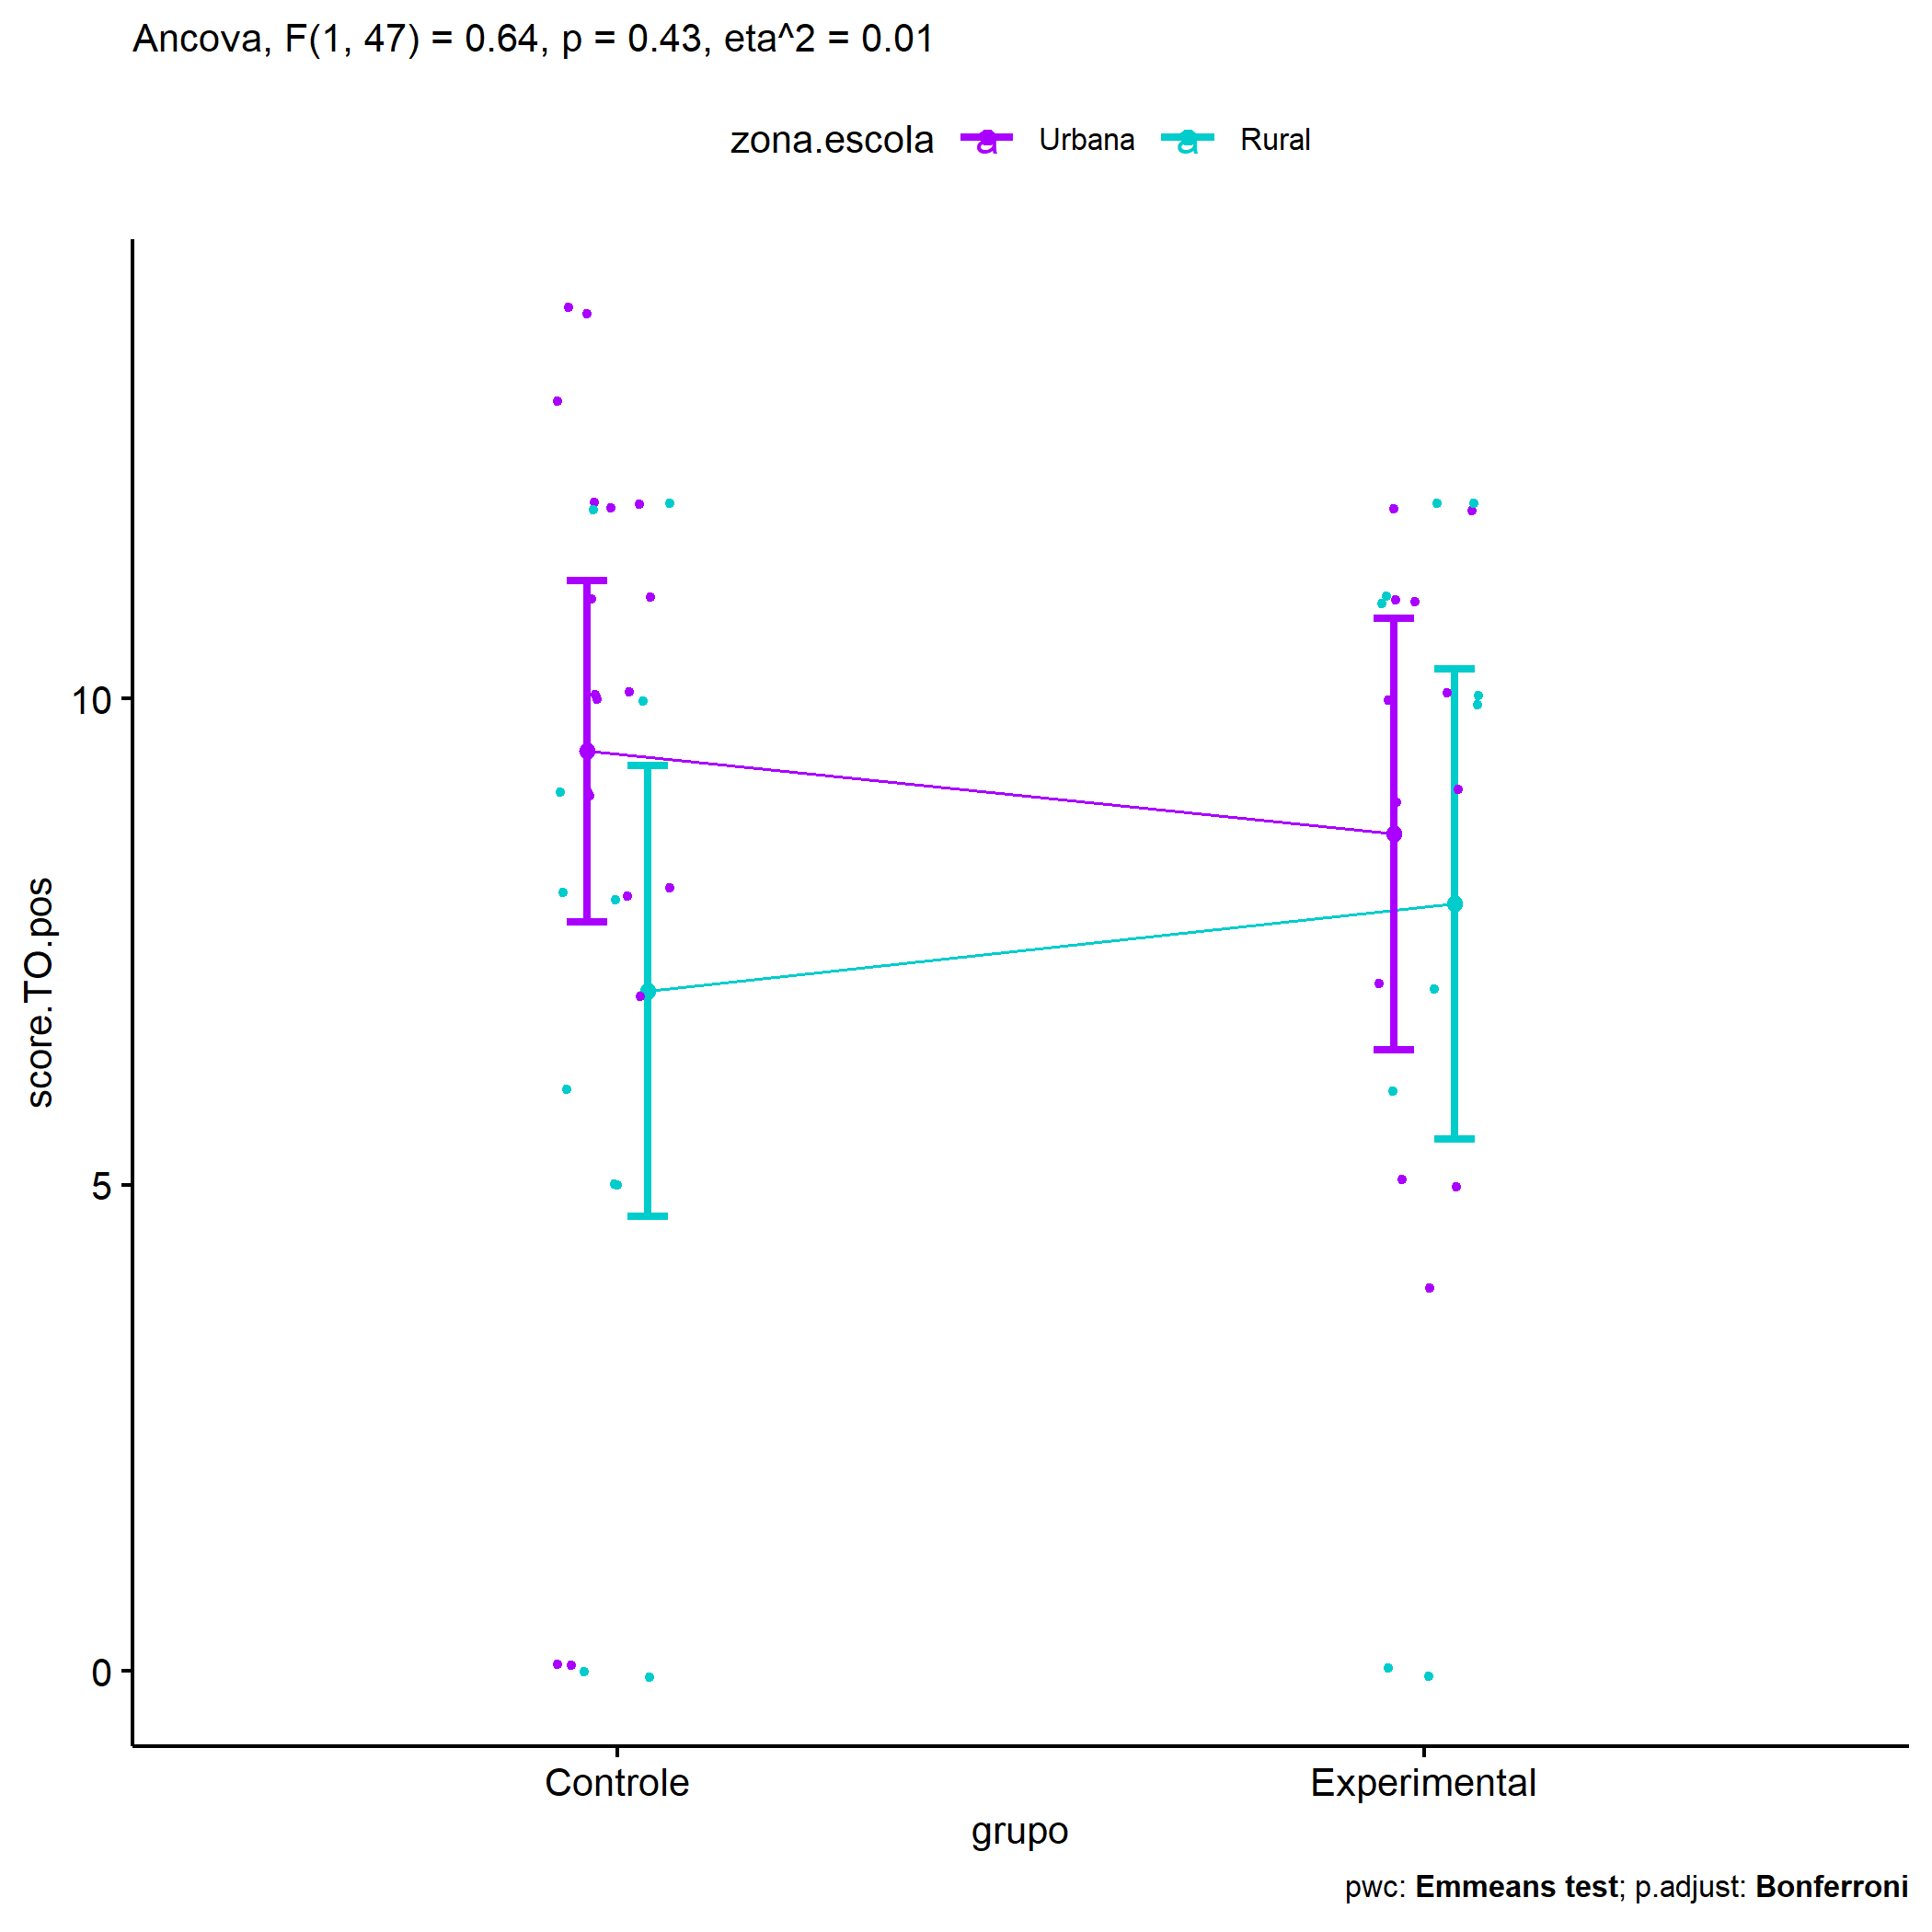 Ancova, F(1, 47) = 0.64, p = 0.43, eta^2 = 0.01
zona.escola a Urbana a Rural
score.TO.pos
10
5
0
Controle Experimental
grupo
pwc: Emmeans test; p.adjust: Bonferroni